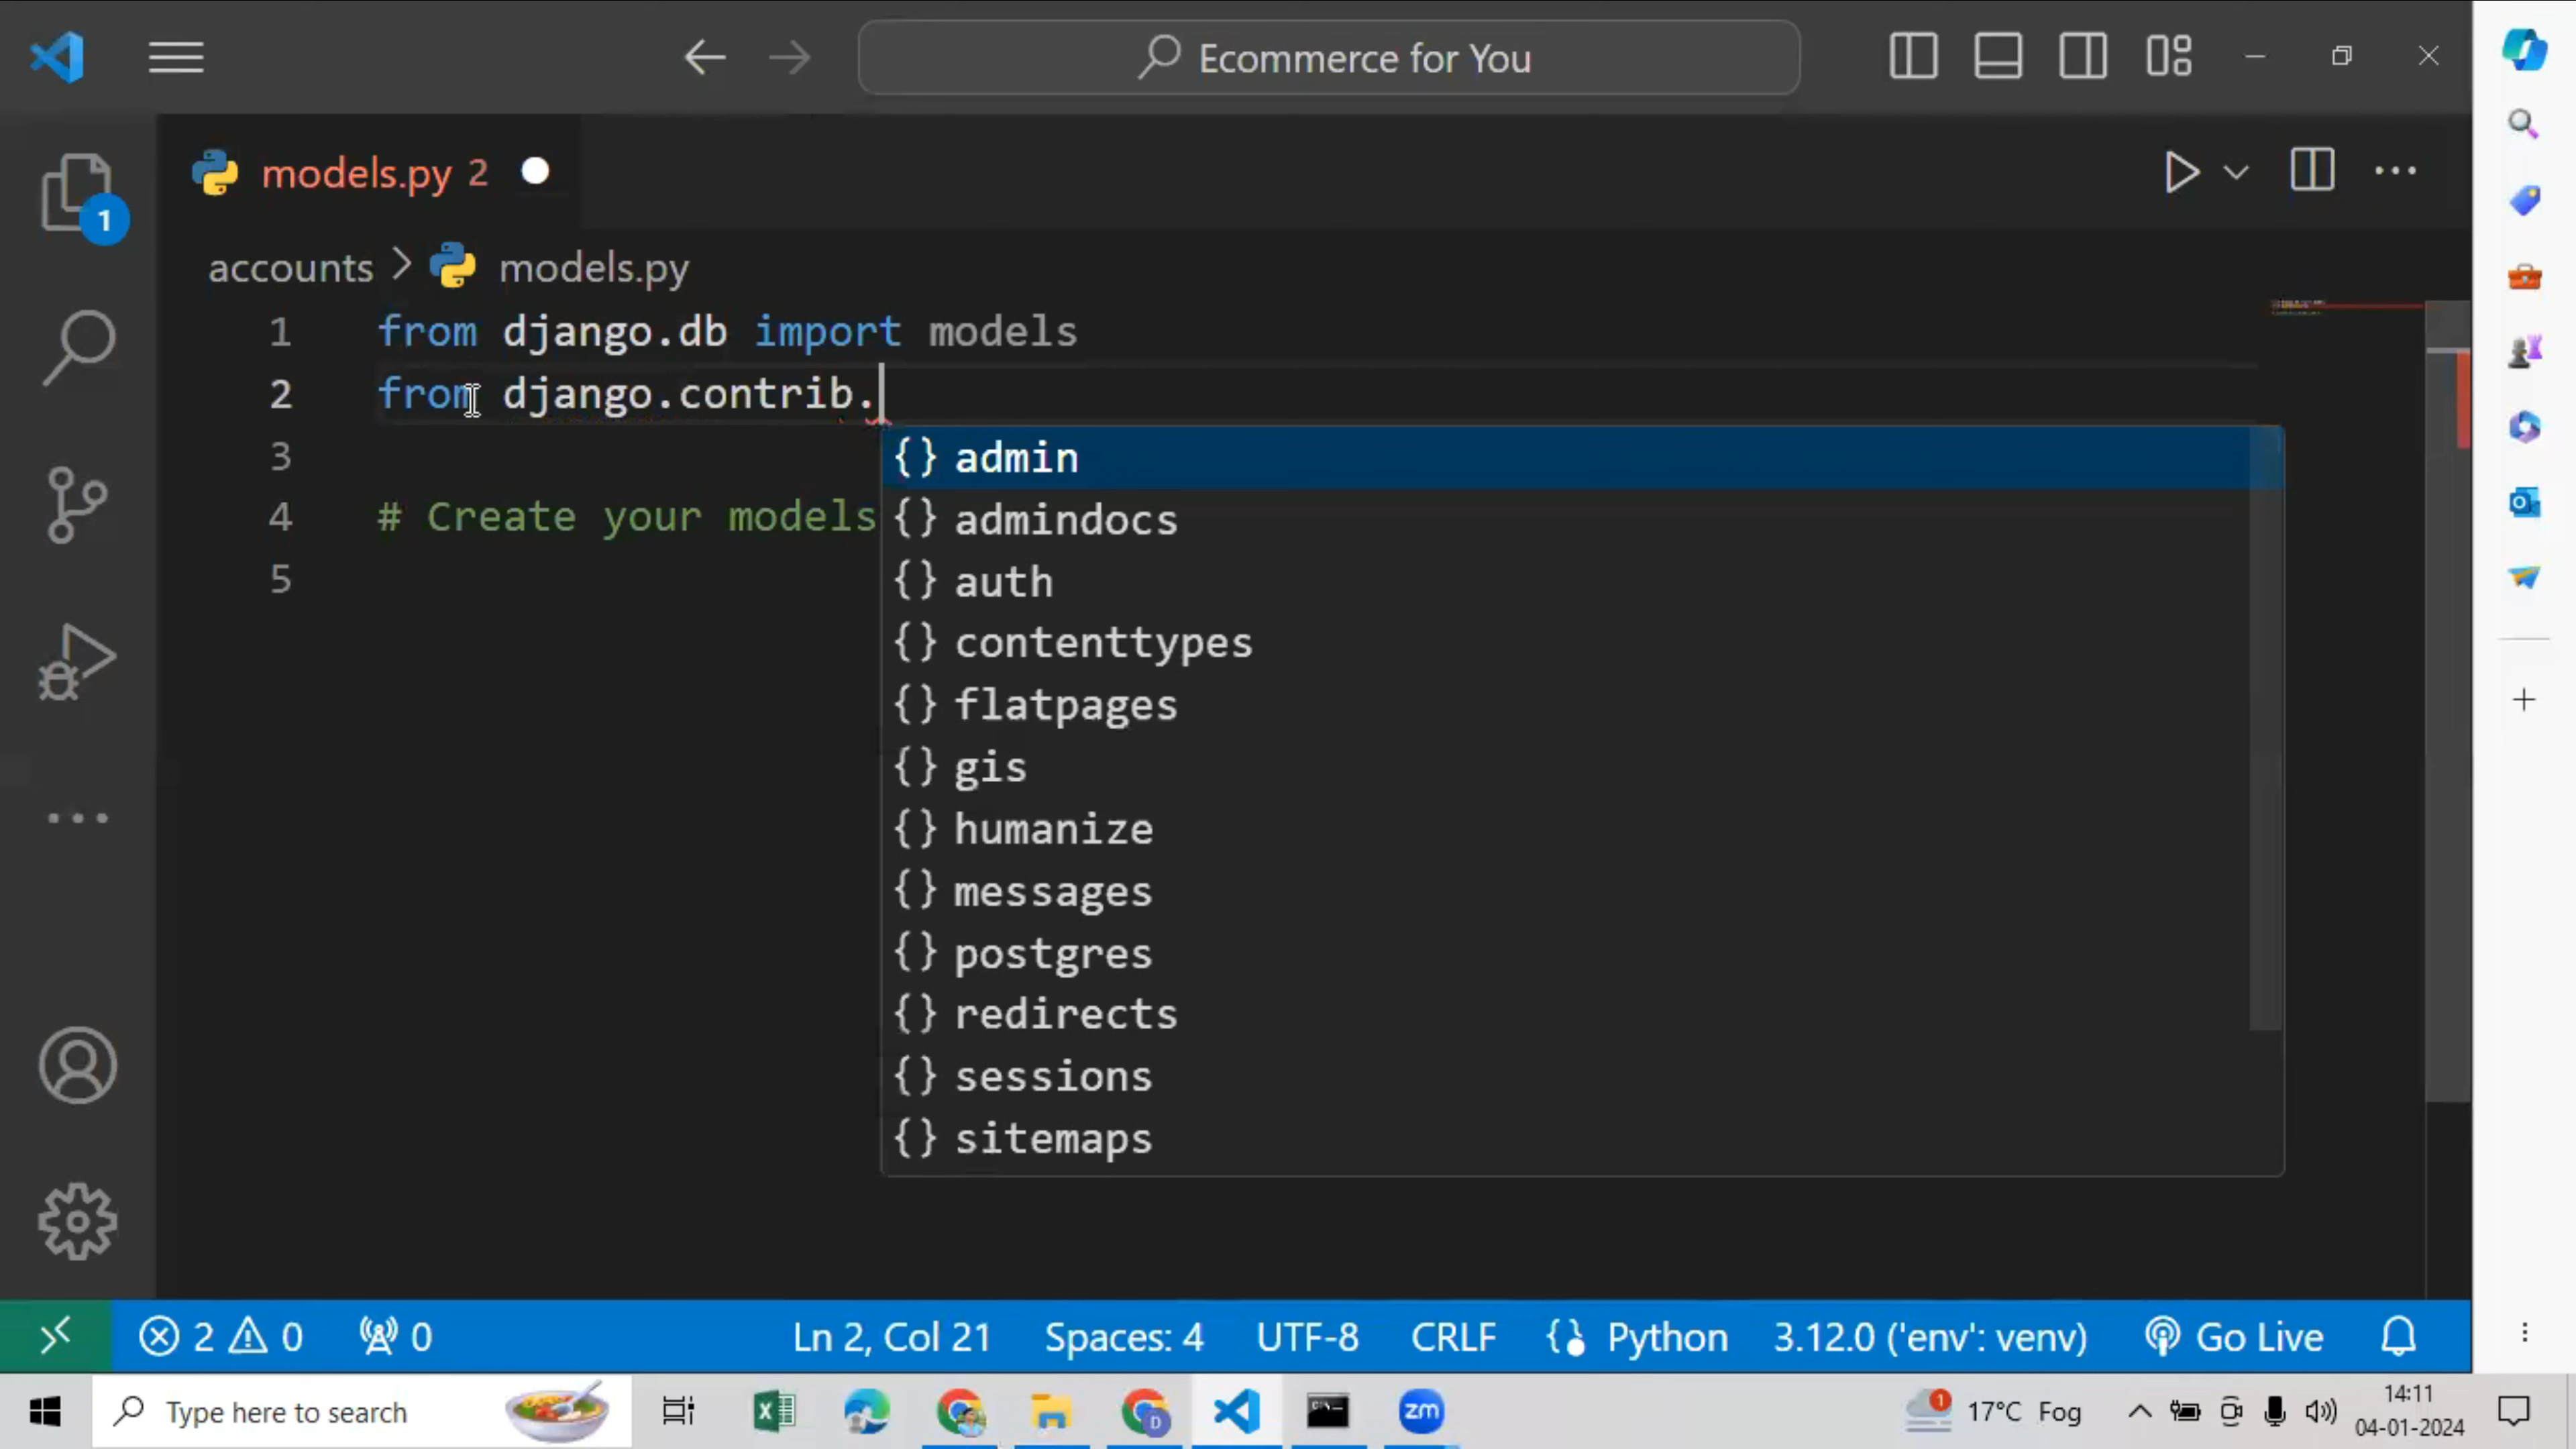 Ecommerce for You
models.py 2
1
accounts > models.py
1 from django.db import models
2 from django.contrib.
3
4 # Create your models
5
{} admin
{} admindocs
{} auth
{} contenttypes
{} flatpages
{} gis
{} humanize
{} messages
{} postgres
{} redirects
{} sessions
{} sitemaps
2 0 0 Ln 2, Col 21 Spaces: 4 UTF-8 CRLF {} Python 3.12.0 ('env': venv) Go Live
Type here to search
D
zm
1
17°C Fog
14:11
04-01-2024